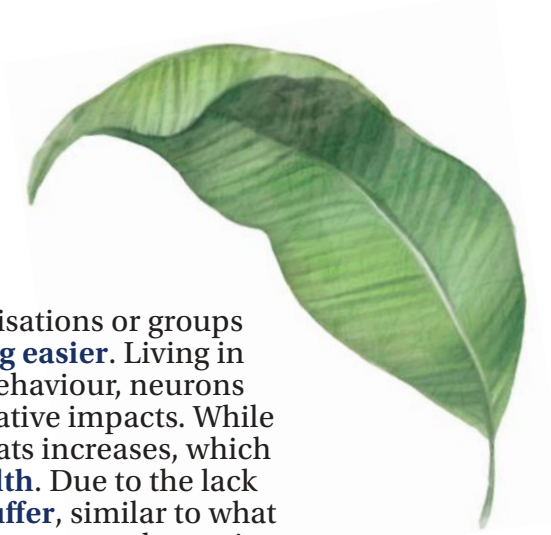 isations or groups
g easier. Living in
ehaviour, neurons
ative impacts. While
ats increases, which
lth. Due to the lack
uffer, similar to what